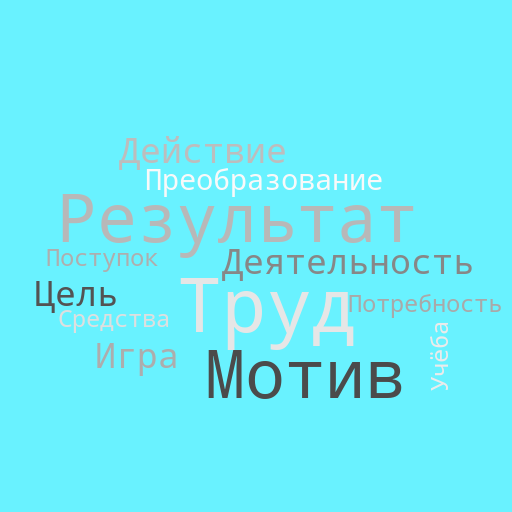 Действие
Преобразование
Результат
Поступок
Деятельность
Цель
Труд
Потребность
Средства
Игра
Мотив
Учёба